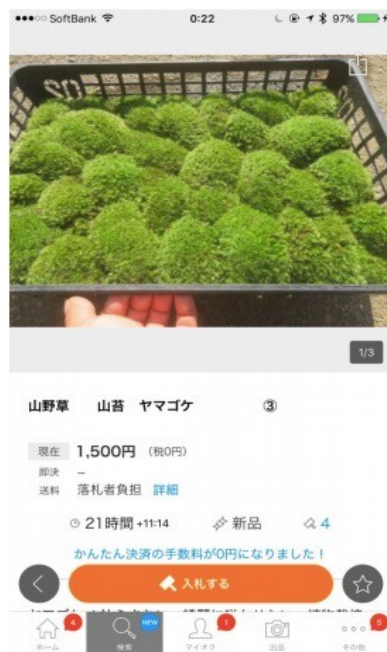 SoftBank 0:22 97%
1/3
山野草 山苔 ヤマゴケ ③
現在 1,500円 (税0円)
即決 –
送料 落札者負担 詳細
21時間 +11:14 新品 4
かんたん決済の手数料が0円になりました!
入札する
4 NEW 1 5
ホーム 検索 マイオク 出品 その他